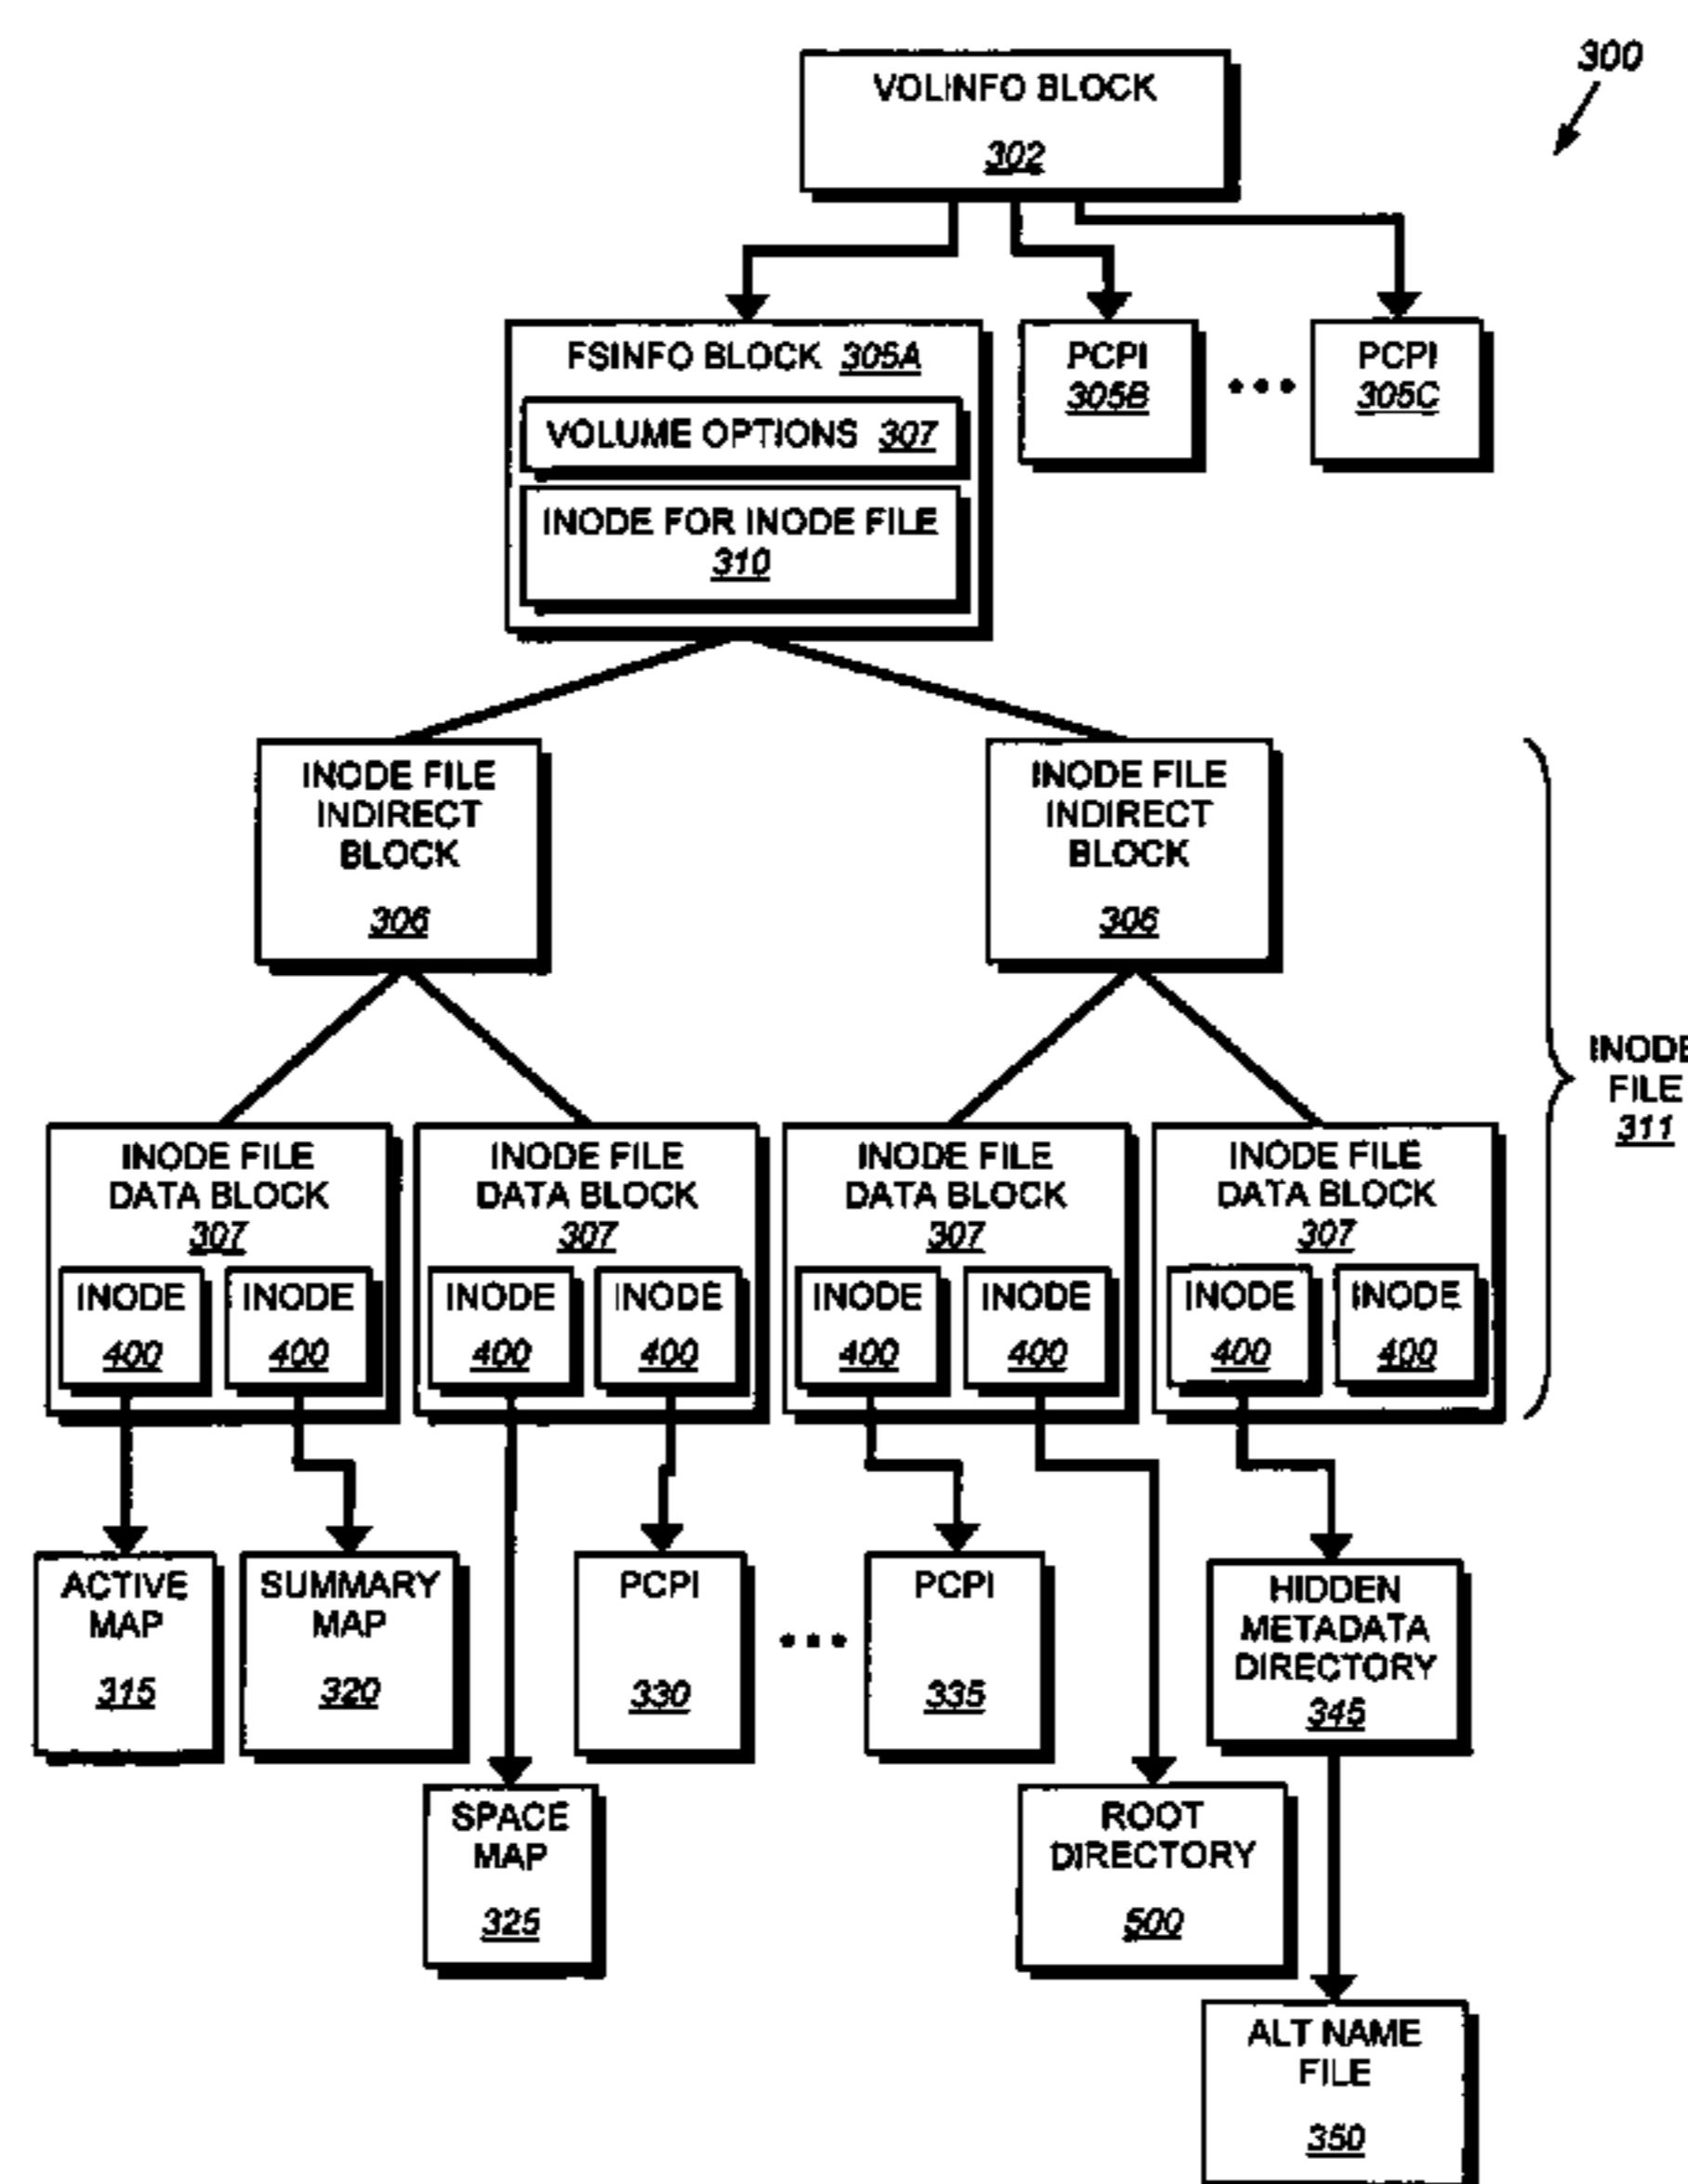 300
VOLINFO BLOCK
302
FSINFO BLOCK 305A
VOLUME OPTIONS 307
INODE FOR INODE FILE
310
PCPI
305B
PCPI
305C
INODE FILE
INDIRECT
BLOCK
306
INODE FILE
INDIRECT
BLOCK
306
INODE
FILE
311
INODE FILE
DATA BLOCK
307
INODE
400
INODE
400
INODE FILE
DATA BLOCK
307
INODE
400
INODE
400
INODE FILE
DATA BLOCK
307
INODE
400
INODE
400
INODE FILE
DATA BLOCK
307
INODE
400
INODE
400
ACTIVE
MAP
315
SUMMARY
MAP
320
PCPI
330
PCPI
335
HIDDEN
METADATA
DIRECTORY
345
SPACE
MAP
325
ROOT
DIRECTORY
500
ALT NAME
FILE
350